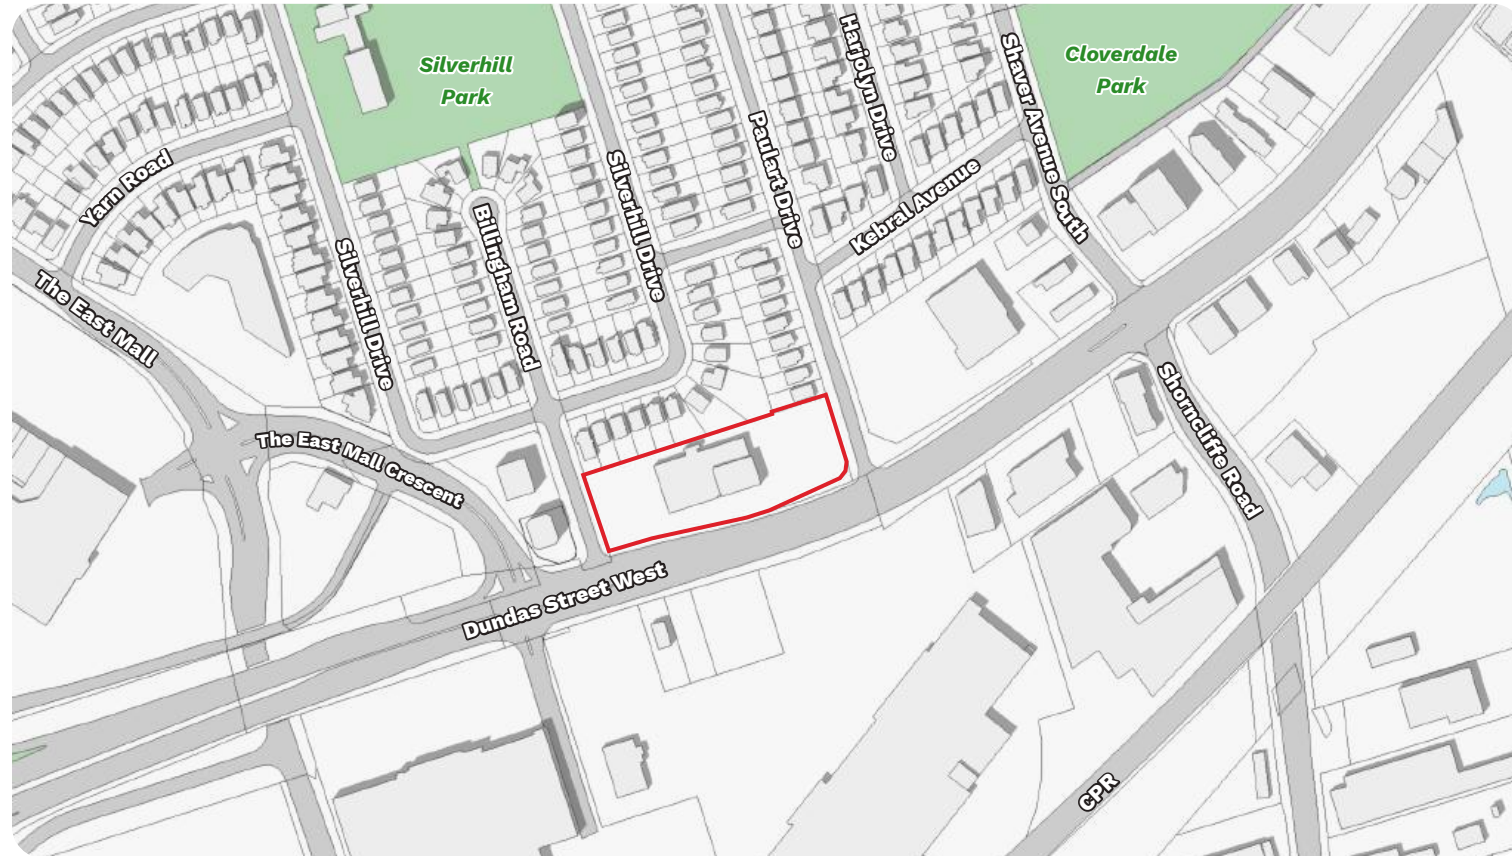 Silverhill
Park
Cloverdale
Park
Harjolyn Drive
Shaver Avenue South
Paulart Drive
Silverhill Drive
Yarn Road
Kebral Avenue
Billingham Road
Silverhill Drive
The East Mall
The East Mall Crescent
Shorncliffe Road
Dundas Street West
CPR